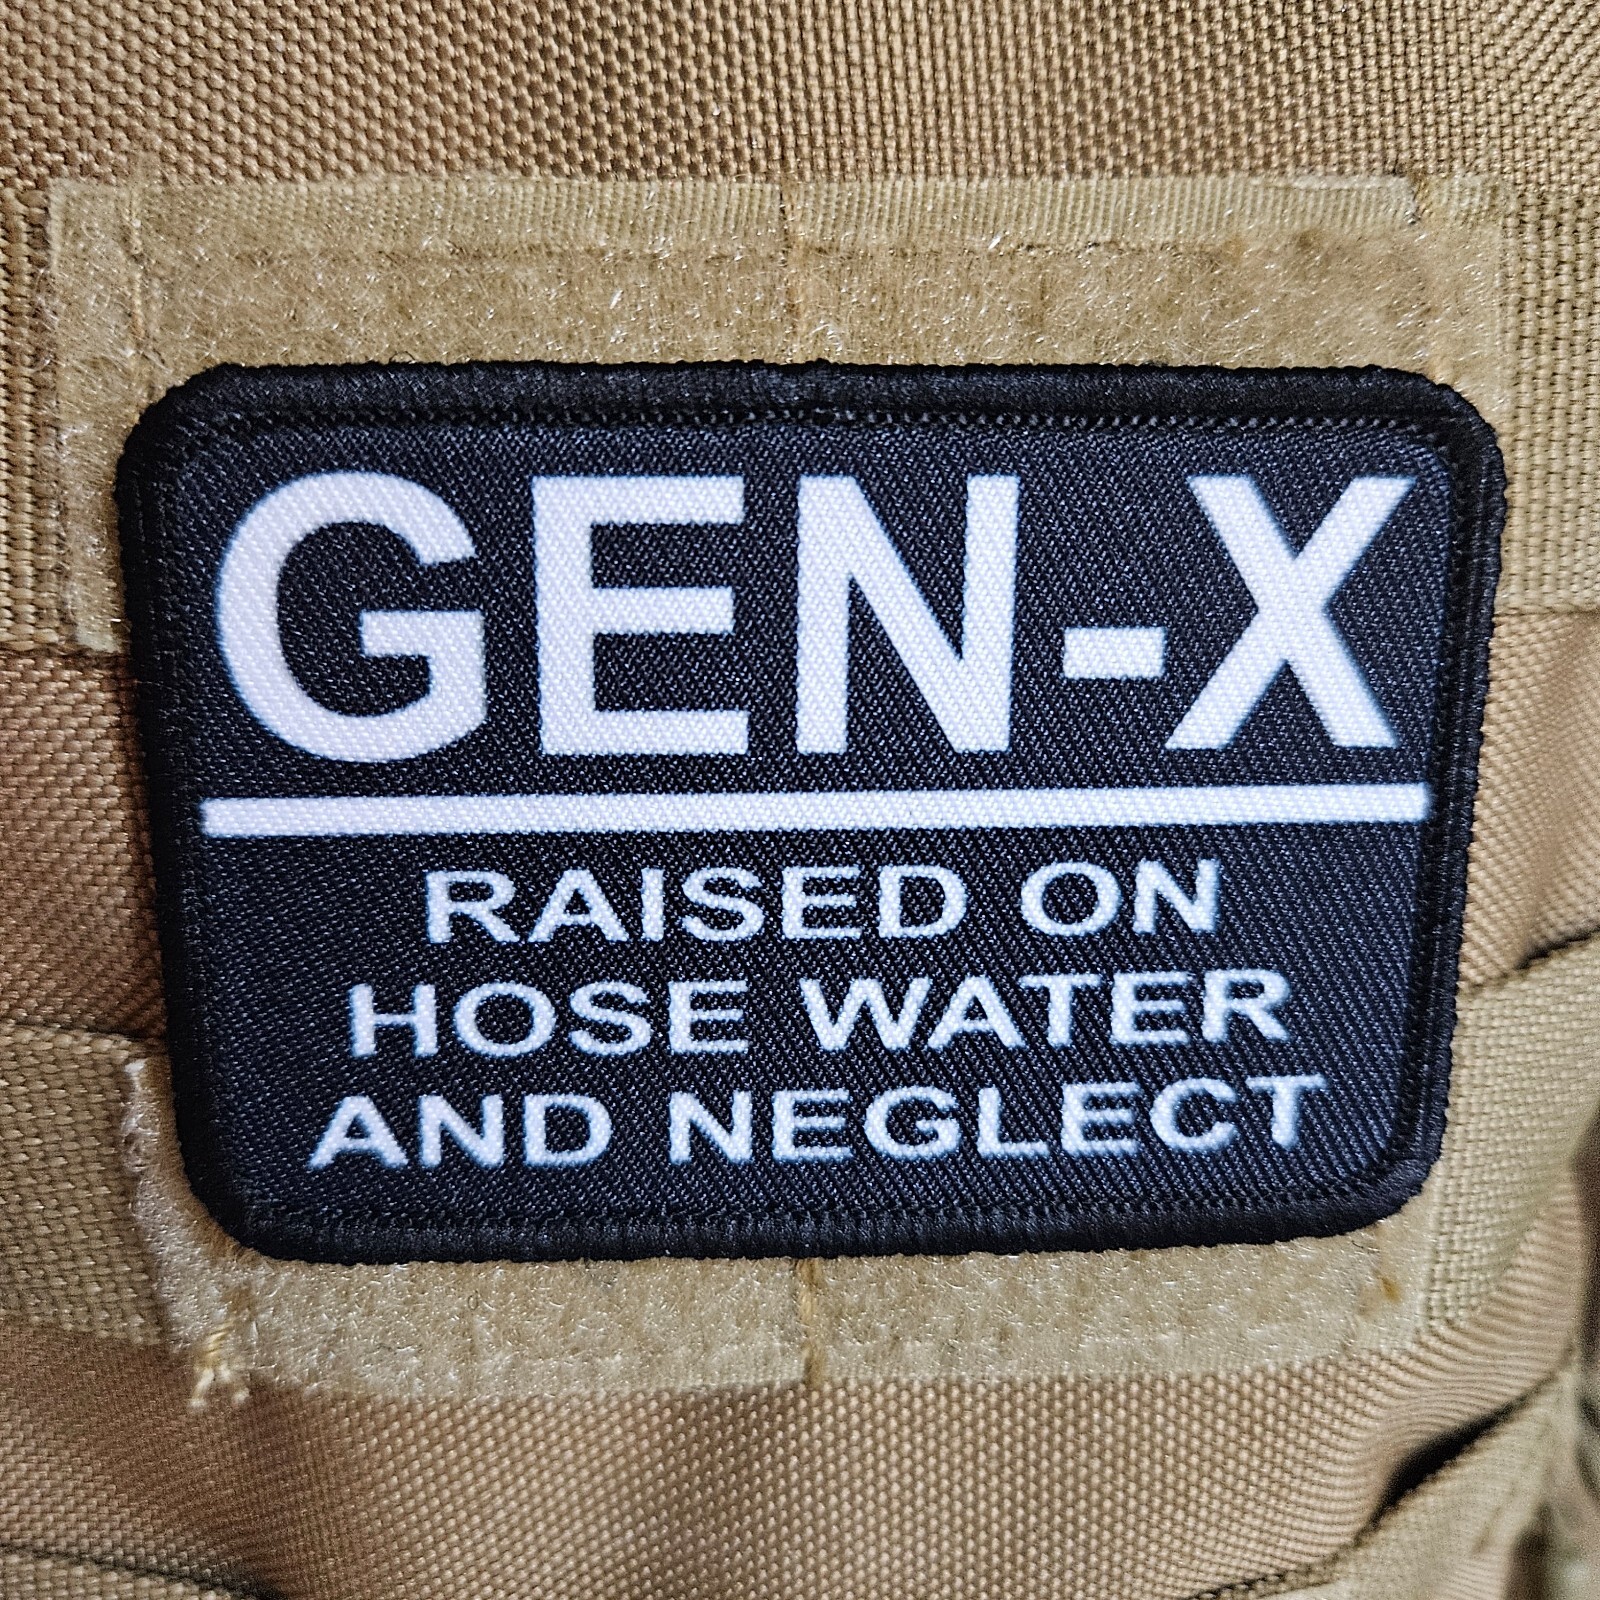 GEN-X
RAISED ON
HOSE WATER
AND NEGLECT